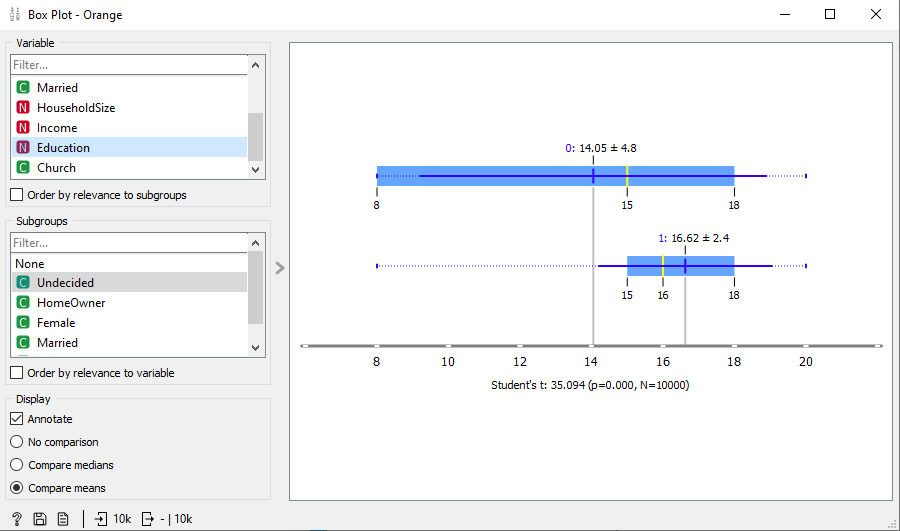 Box Plot - Orange
Variable
Filter...
C Married
N HouseholdSize
N Income
N Education
C Church
Order by relevance to subgroups
Subgroups
Filter...
None
C Undecided
C HomeOwner
C Female
C Married
Order by relevance to variable
Display
Annotate
No comparison
Compare medians
Compare means
? 10k - | 10k
0: 14.05 ± 4.8
8 15 18
1: 16.62 ± 2.4
15 16 18
8 10 12 14 16 18 20
Student's t: 35.094 (p=0.000, N=10000)